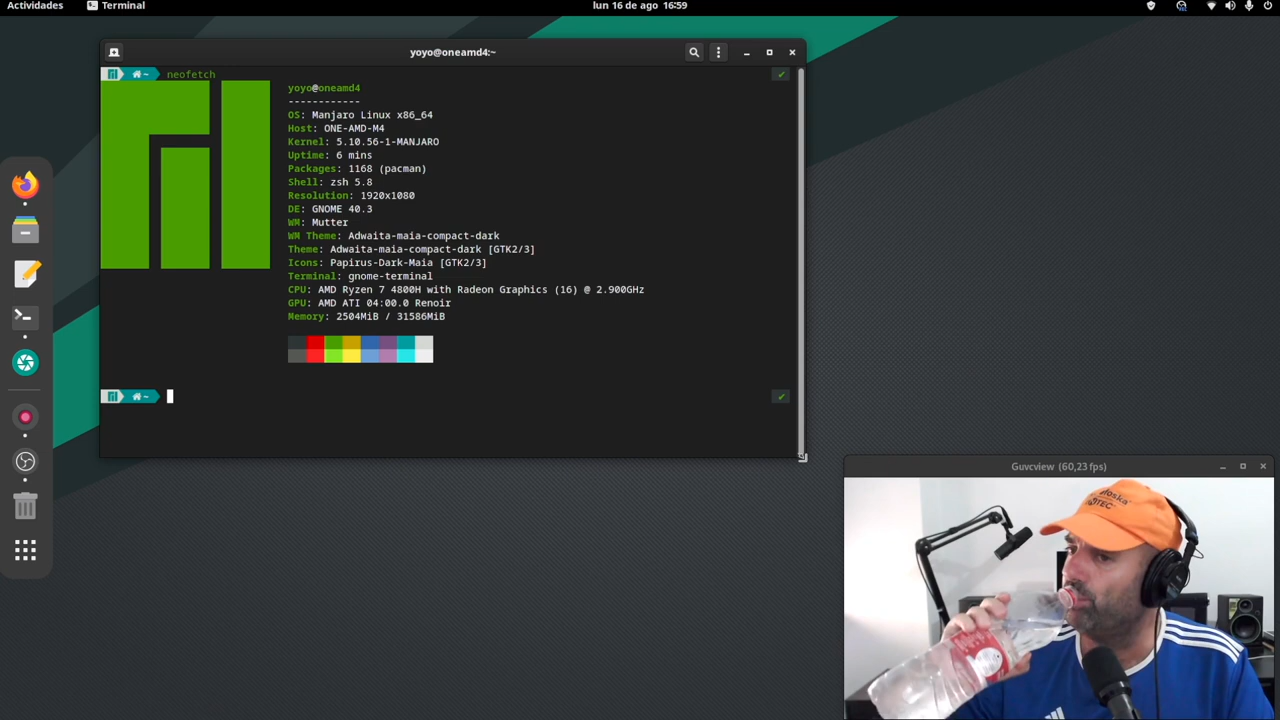 Actividades
Terminal
lun 16 de ago 16:59
yoyo@oneamd4:~
~ neofetch
yoyo@oneamd4
------------
OS: Manjaro Linux x86_64
Host: ONE-AMD-M4
Kernel: 5.10.56-1-MANJARO
Uptime: 6 mins
Packages: 1168 (pacman)
Shell: zsh 5.8
Resolution: 1920x1080
DE: GNOME 40.3
WM: Mutter
WM Theme: Adwaita-maia-compact-dark
Theme: Adwaita-maia-compact-dark [GTK2/3]
Icons: Papirus-Dark-Maia [GTK2/3]
Terminal: gnome-terminal
CPU: AMD Ryzen 7 4800H with Radeon Graphics (16) @ 2.900GHz
GPU: AMD ATI 04:00.0 Renoir
Memory: 2504MiB / 31586MiB
~
Guvcview (60,23 fps)